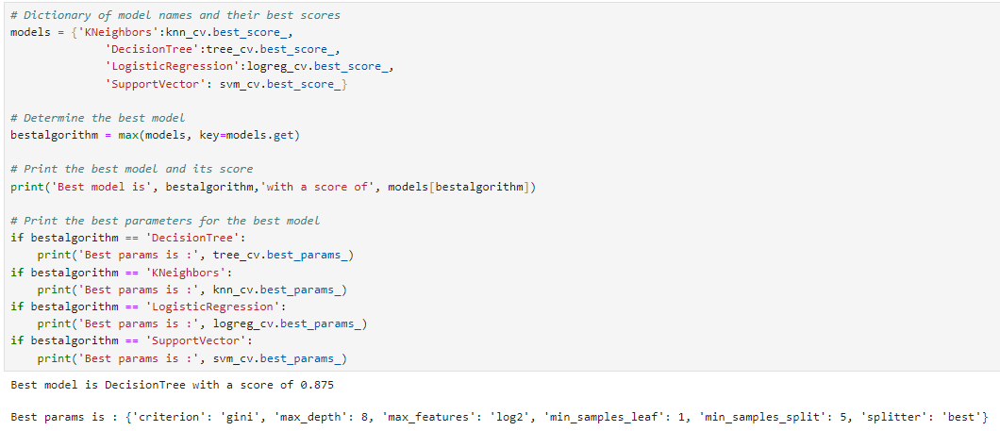 # Dictionary of model names and their best scores
models = {'KNeighbors':knn_cv.best_score_,
              'DecisionTree':tree_cv.best_score_,
              'LogisticRegression':logreg_cv.best_score_,
              'SupportVector': svm_cv.best_score_}
# Determine the best model
bestalgorithm = max(models, key=models.get)
# Print the best model and its score
print('Best model is', bestalgorithm,'with a score of', models[bestalgorithm])
# Print the best parameters for the best model
if bestalgorithm == 'DecisionTree':
    print('Best params is :', tree_cv.best_params_)
if bestalgorithm == 'KNeighbors':
    print('Best params is :', knn_cv.best_params_)
if bestalgorithm == 'LogisticRegression':
    print('Best params is :', logreg_cv.best_params_)
if bestalgorithm == 'SupportVector':
    print('Best params is :', svm_cv.best_params_)
Best model is DecisionTree with a score of 0.875
Best params is : {'criterion': 'gini', 'max_depth': 8, 'max_features': 'log2', 'min_samples_leaf': 1, 'min_samples_split': 5, 'splitter': 'best'}